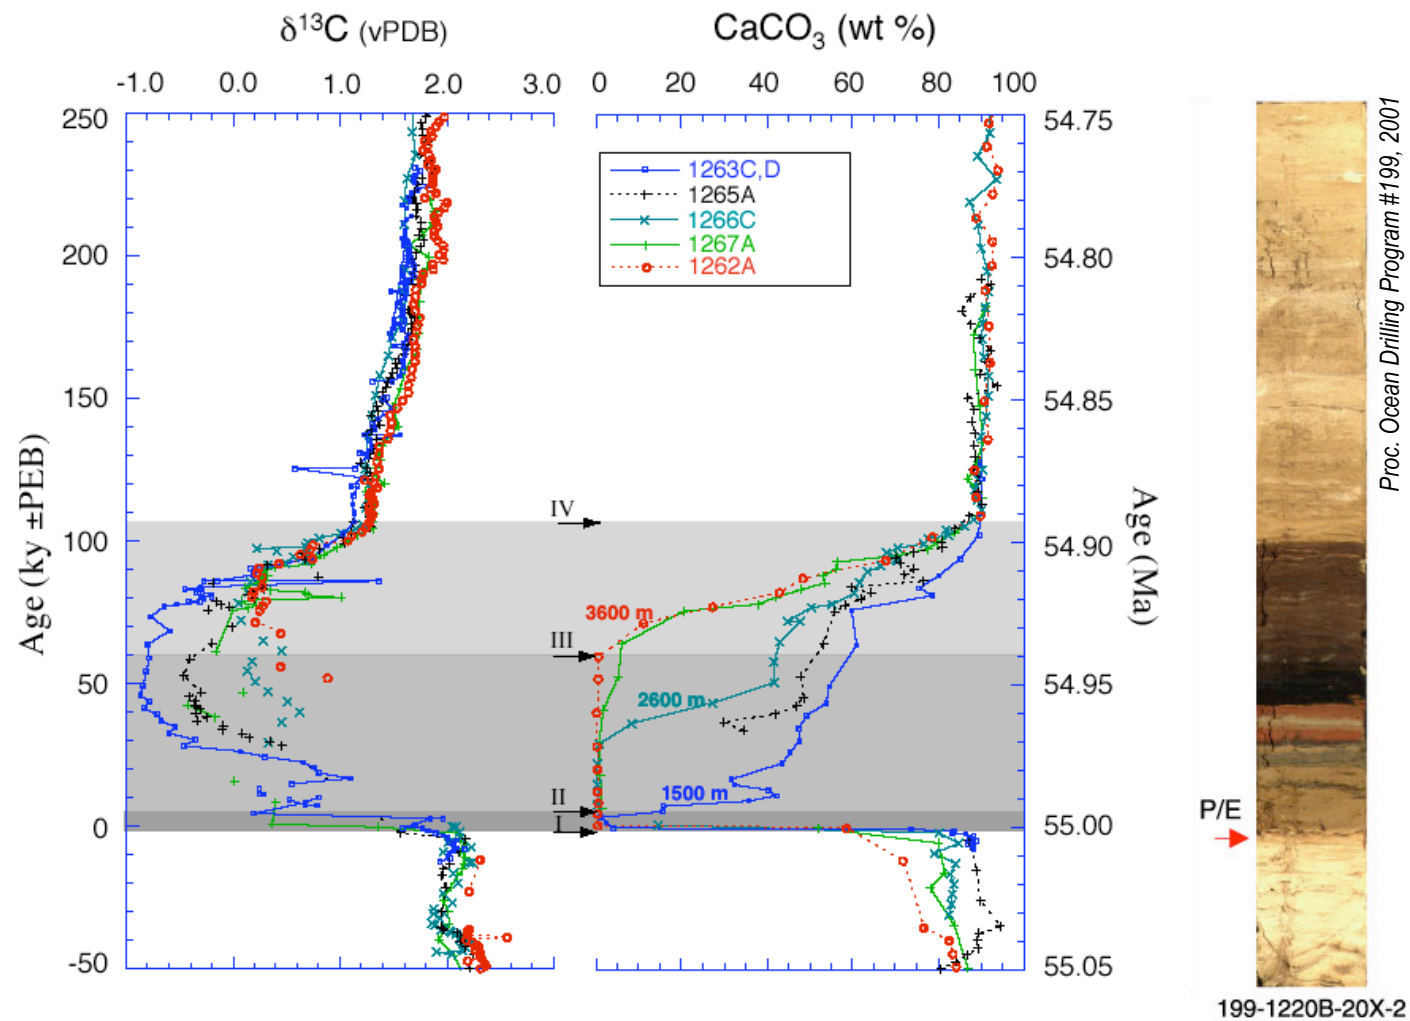 δ¹³C (vPDB)
CaCO₃ (wt %)
-1.0 0.0 1.0 2.0 3.0
0 20 40 60 80 100
250
200
150
100
50
0
-50
Age (ky ±PEB)
1263C,D
1265A
1266C
1267A
1262A
IV
III
II
I
3600 m
2600 m
1500 m
54.75
54.80
54.85
54.90
54.95
55.00
55.05
Age (Ma)
P/E
Proc. Ocean Drilling Program #199, 2001
199-1220B-20X-2